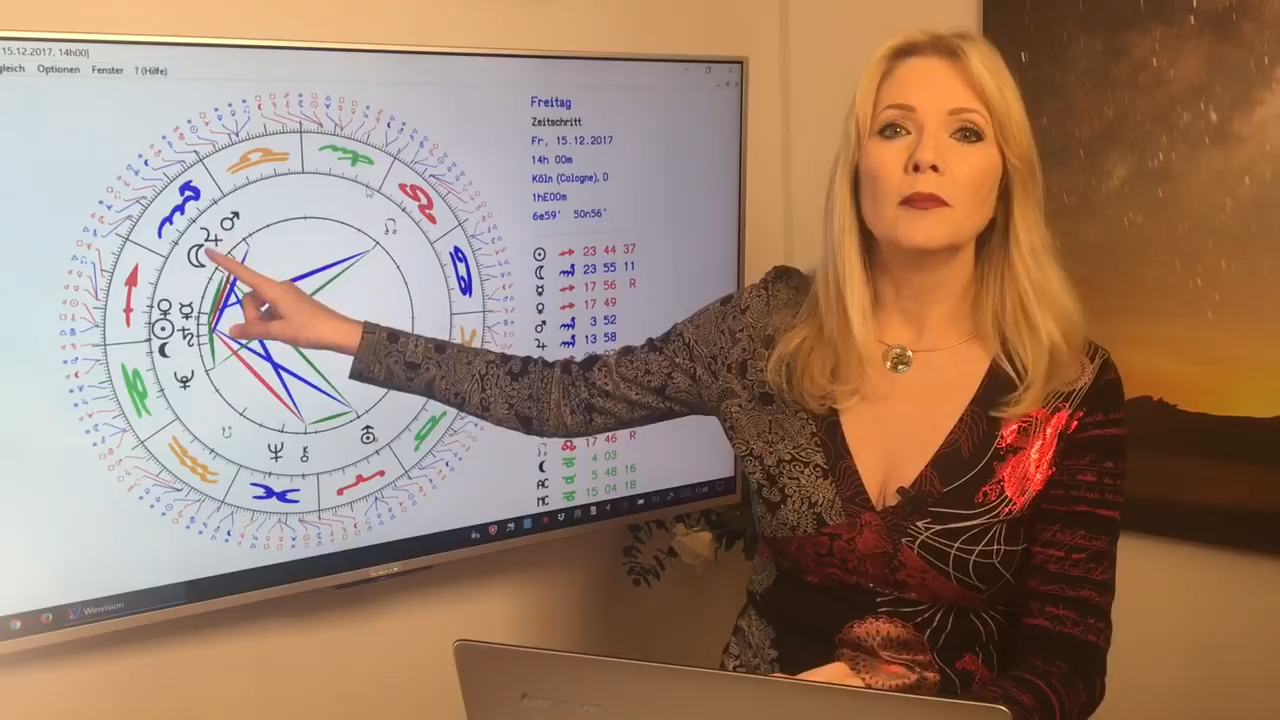 15.12.2017, 14h00]
gleich Optionen Fenster ? (Hilfe)
Freitag
Zeitschritt
Fr, 15.12.2017
14h 00m
Köln (Cologne), D
1hE00m
6e59' 50n56'
23 44 37
23 55 11
17 56 R
17 49
3 52
13 58
17 46 R
4 03
AC 5 48 16
MC 15 04 18
Winvision